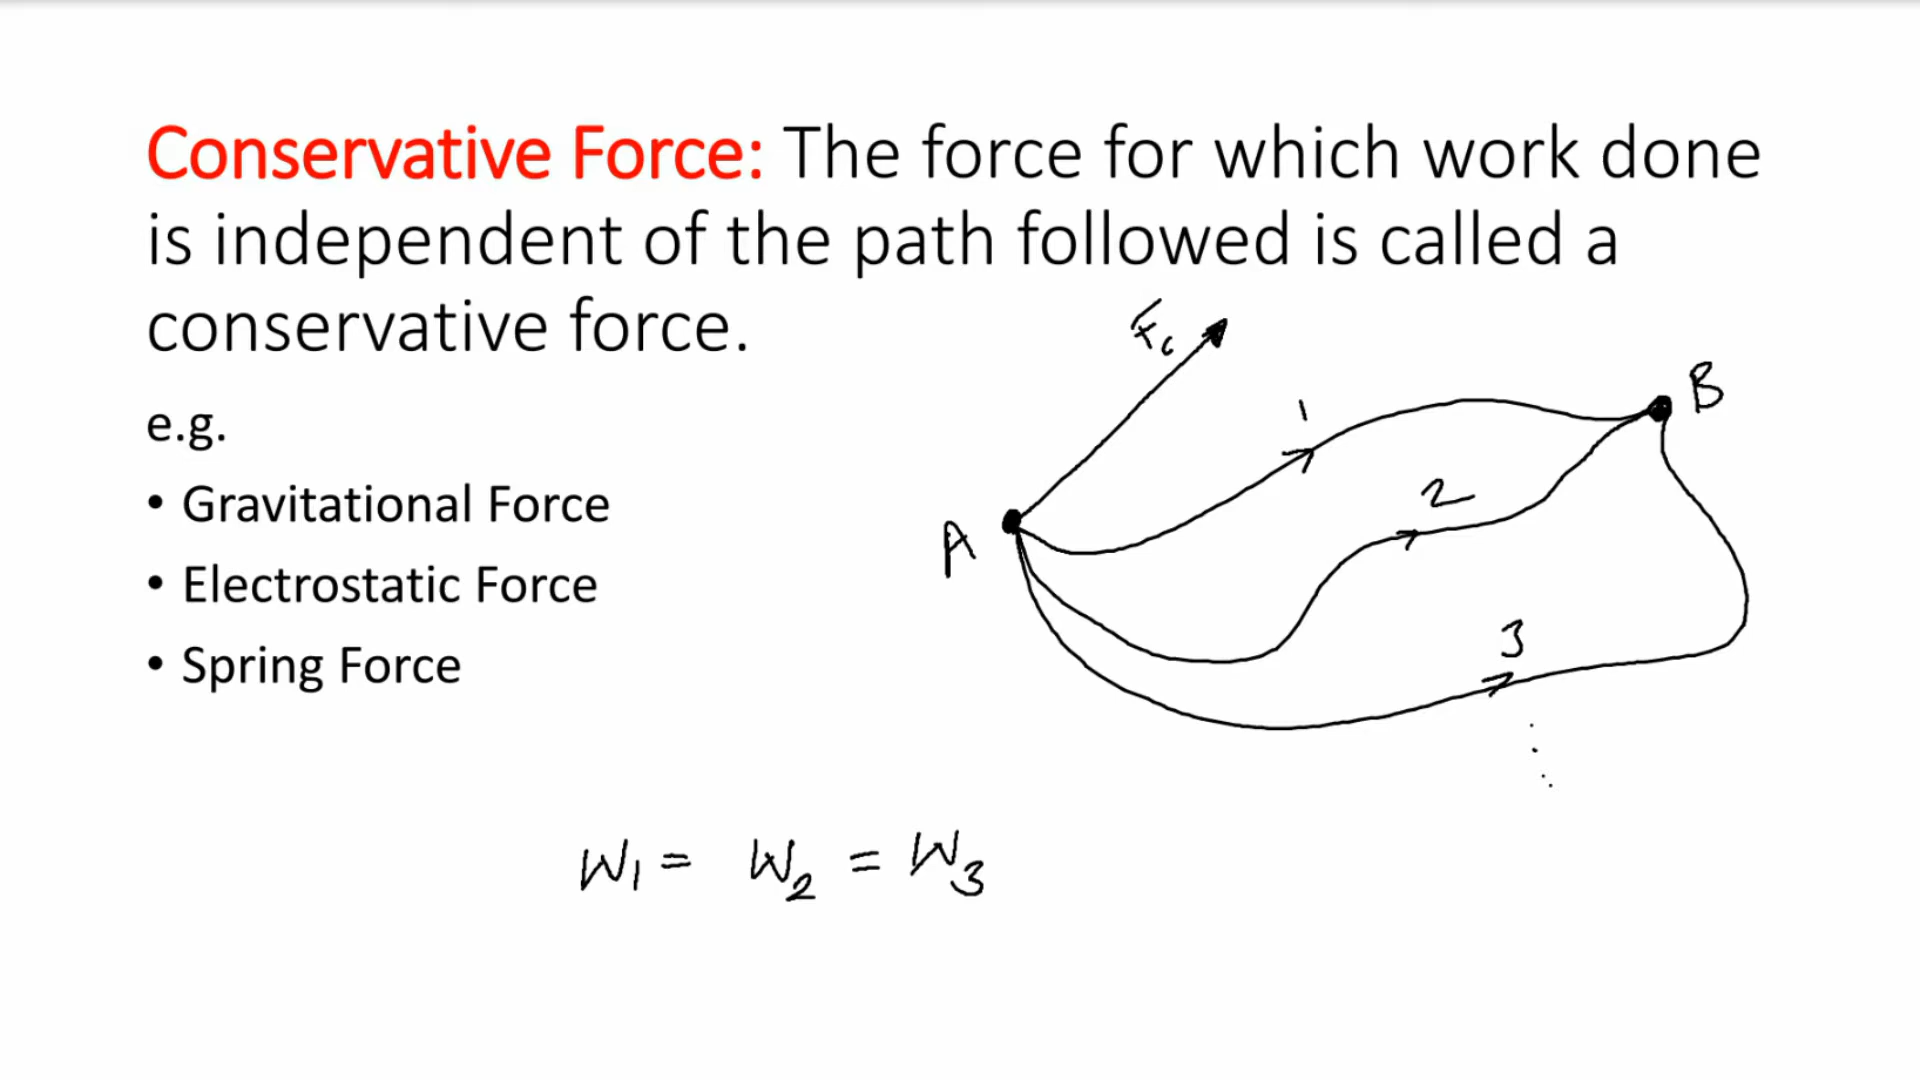 Conservative Force: The force for which work done
is independent of the path followed is called a
conservative force.
e.g.
• Gravitational Force
• Electrostatic Force
• Spring Force
Fc
A
1
B
2
3
W1 = W2 = W3